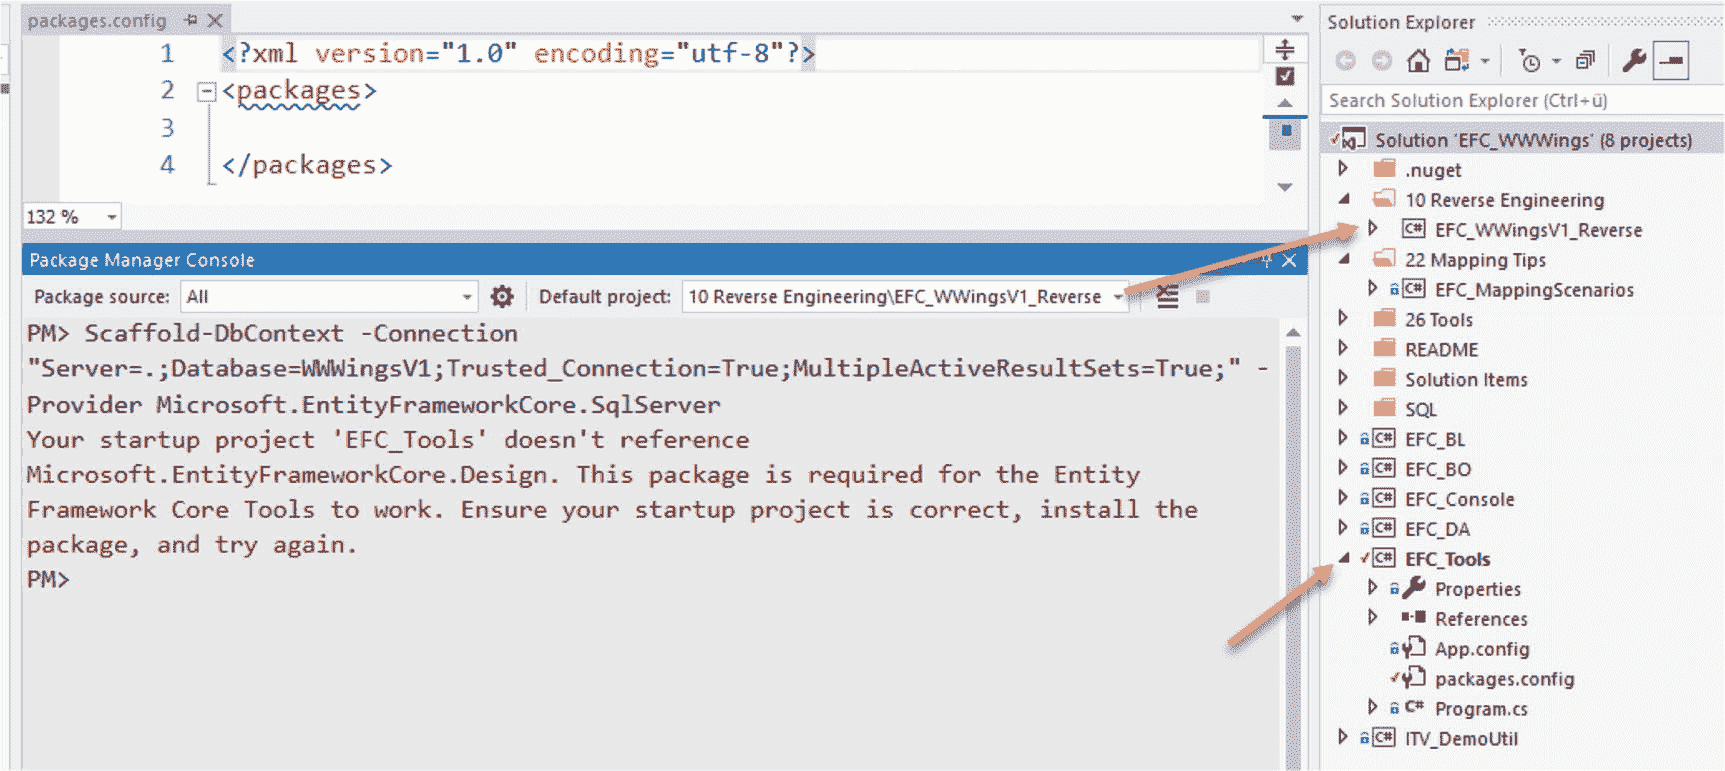 packages.config
1 <?xml version="1.0" encoding="utf-8"?>
2 <packages>
3
4 </packages>
132 %
Package Manager Console
Package source: All Default project: 10 Reverse Engineering\EFC_WWingsV1_Reverse
PM> Scaffold-DbContext -Connection
"Server=.;Database=WWWingsV1;Trusted_Connection=True;MultipleActiveResultSets=True;" -
Provider Microsoft.EntityFrameworkCore.SqlServer
Your startup project 'EFC_Tools' doesn't reference
Microsoft.EntityFrameworkCore.Design. This package is required for the Entity
Framework Core Tools to work. Ensure your startup project is correct, install the
package, and try again.
PM>
Solution Explorer
Search Solution Explorer (Ctrl+ü)
Solution 'EFC_WWWings' (8 projects)
.nuget
10 Reverse Engineering
C# EFC_WWingsV1_Reverse
22 Mapping Tips
C# EFC_MappingScenarios
26 Tools
README
Solution Items
SQL
C# EFC_BL
C# EFC_BO
C# EFC_Console
C# EFC_DA
C# EFC_Tools
Properties
References
App.config
packages.config
C# Program.cs
C# ITV_DemoUtil